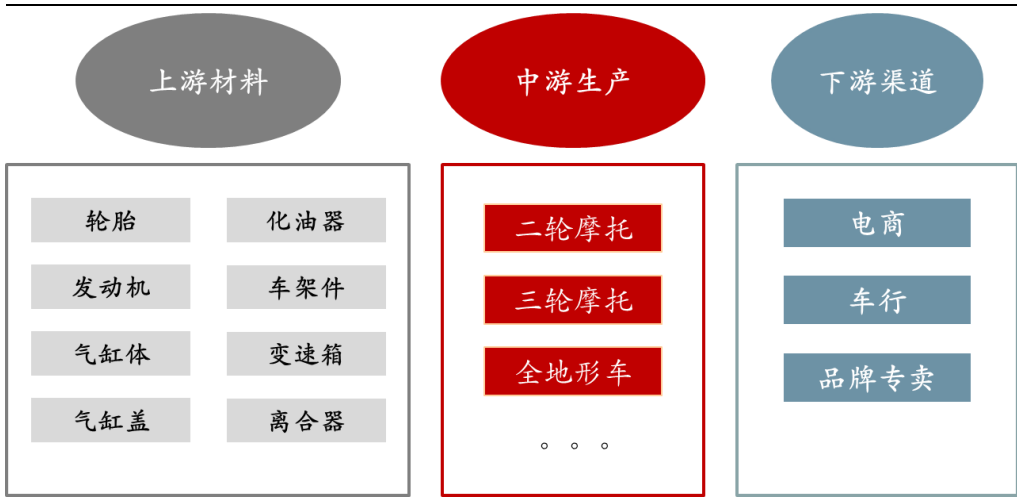 上游材料
中游生产
下游渠道
轮胎
化油器
发动机
车架件
气缸体
变速箱
气缸盖
离合器
二轮摩托
三轮摩托
全地形车
。。。
电商
车行
品牌专卖